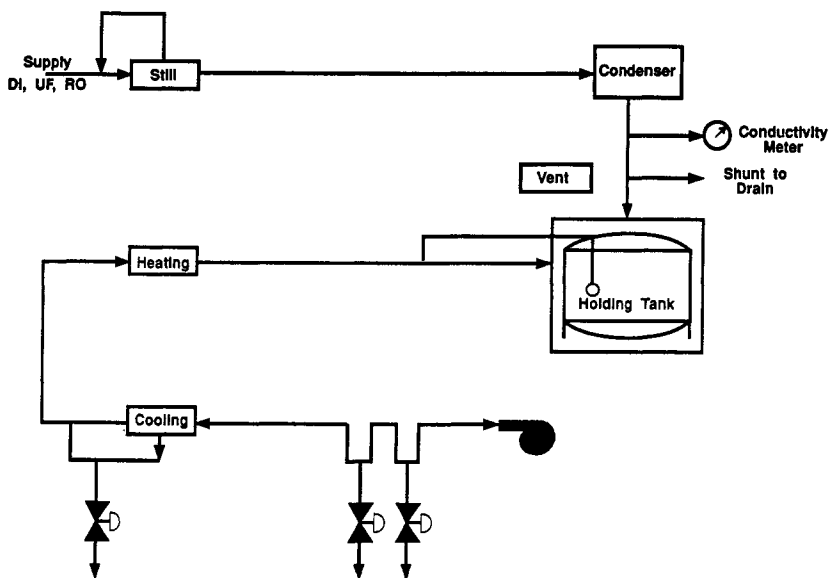 Supply
DI, UF, RO
Still
Condenser
Conductivity
Meter
Vent
Shunt to
Drain
Heating
Holding Tank
Cooling